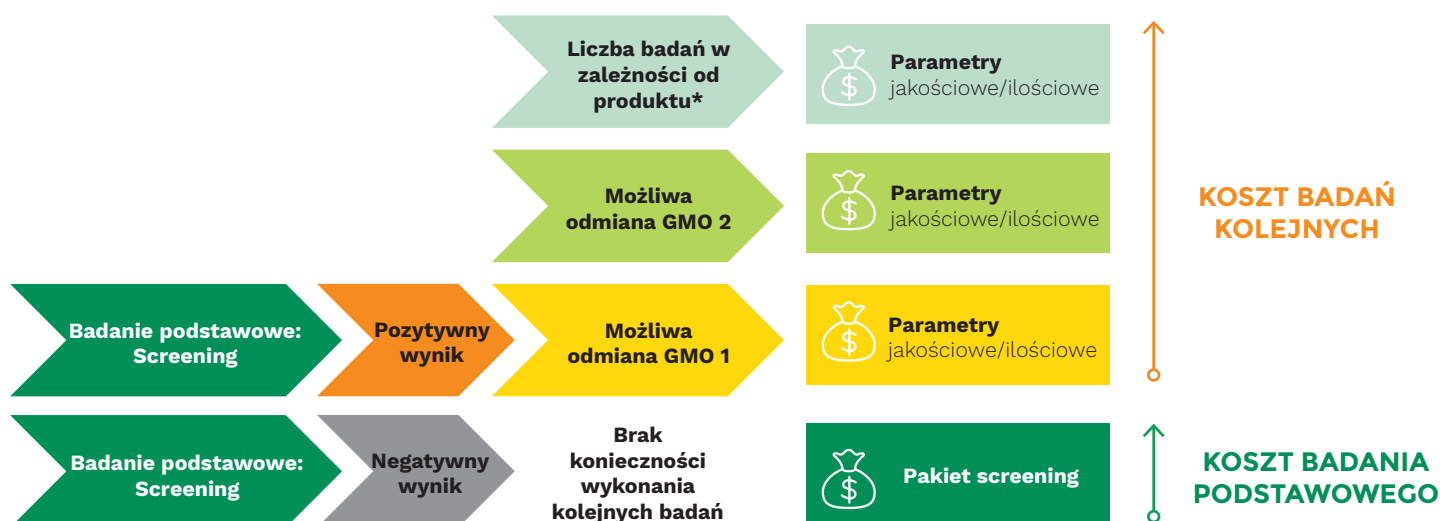 Liczba badań w
zależności od
produktu*
$
Parametry
jakościowe/ilościowe
Możliwa
odmiana GMO 2
$
Parametry
jakościowe/ilościowe
KOSZT BADAŃ
KOLEJNYCH
Badanie podstawowe:
Screening
Pozytywny
wynik
Możliwa
odmiana GMO 1
$
Parametry
jakościowe/ilościowe
Badanie podstawowe:
Screening
Negatywny
wynik
Brak
konieczności
wykonania
kolejnych badań
$
Pakiet screening
KOSZT BADANIA
PODSTAWOWEGO